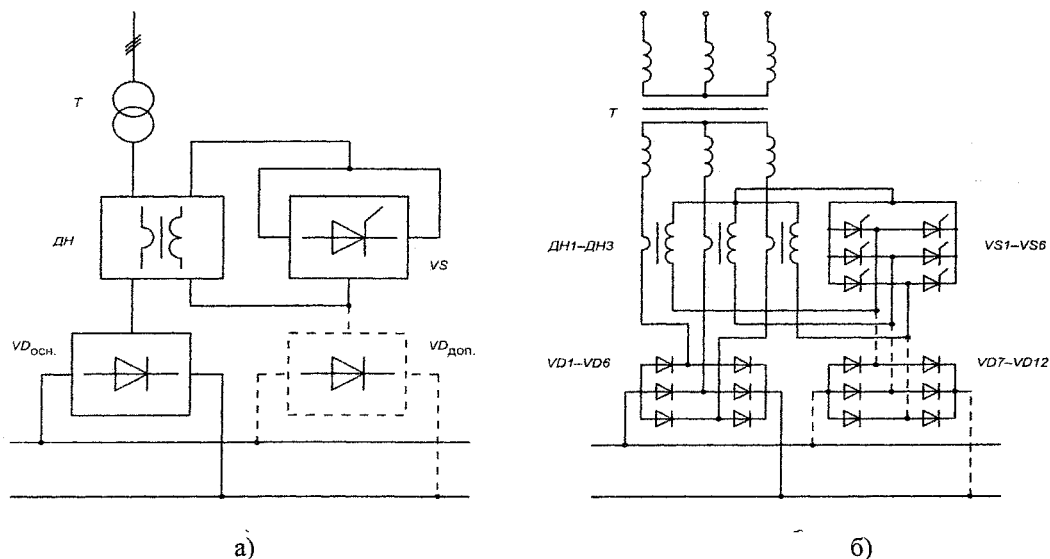 T
ДН
VS
VDосн.
VDдоп.
а)
T
ДН1–ДН3
VS1–VS6
VD1–VD6
VD7–VD12
б)